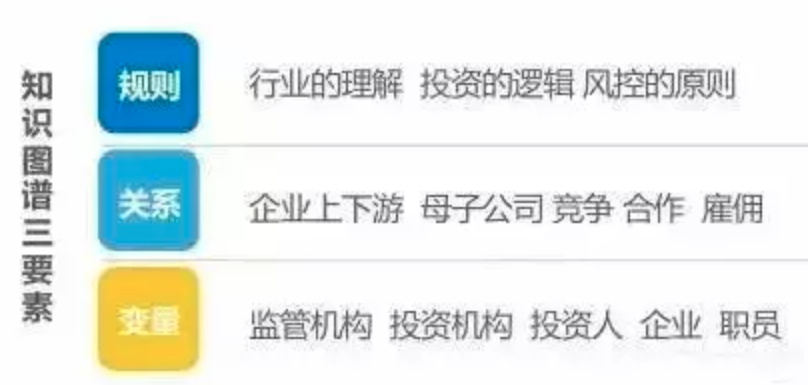 知识图谱三要素
规则
行业的理解 投资的逻辑 风控的原则
关系
企业上下游 母子公司 竞争 合作 雇佣
变量
监管机构 投资机构 投资人 企业 职员